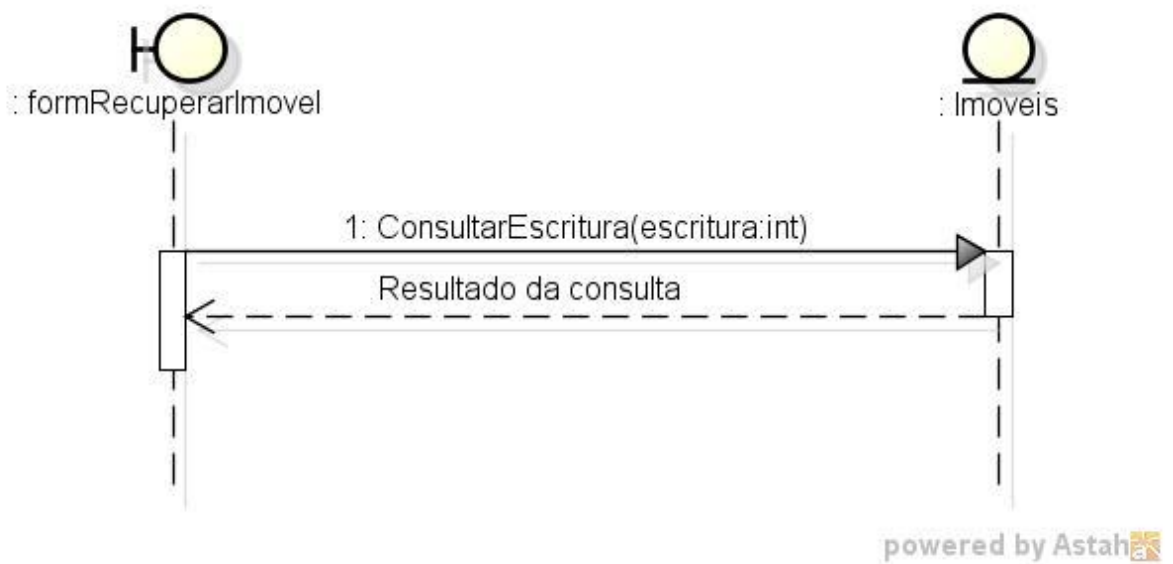 : formRecuperarImovel
: Imoveis
1: ConsultarEscritura(escritura:int)
Resultado da consulta
powered by Astah